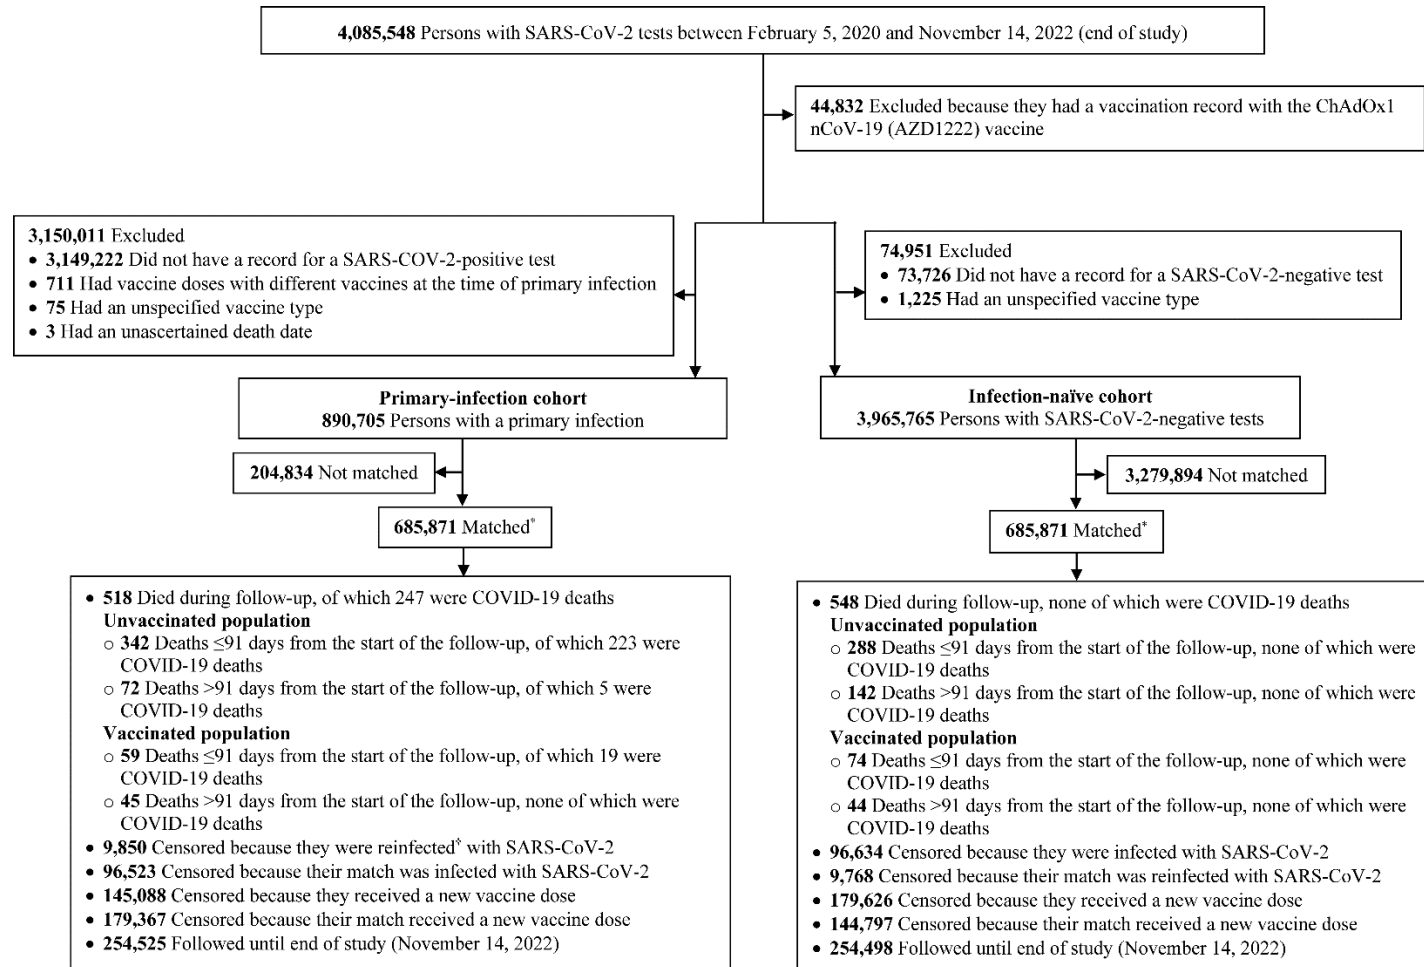 4,085,548 Persons with SARS-CoV-2 tests between February 5, 2020 and November 14, 2022 (end of study)
44,832 Excluded because they had a vaccination record with the ChAdOx1
nCoV-19 (AZD1222) vaccine
3,150,011 Excluded
• 3,149,222 Did not have a record for a SARS-COV-2-positive test
• 711 Had vaccine doses with different vaccines at the time of primary infection
• 75 Had an unspecified vaccine type
• 3 Had an unascertained death date
74,951 Excluded
• 73,726 Did not have a record for a SARS-CoV-2-negative test
• 1,225 Had an unspecified vaccine type
Primary-infection cohort
890,705 Persons with a primary infection
Infection-naïve cohort
3,965,765 Persons with SARS-CoV-2-negative tests
204,834 Not matched
3,279,894 Not matched
685,871 Matched*
685,871 Matched*
• 518 Died during follow-up, of which 247 were COVID-19 deaths
Unvaccinated population
○ 342 Deaths ≤91 days from the start of the follow-up, of which 223 were
COVID-19 deaths
○ 72 Deaths >91 days from the start of the follow-up, of which 5 were
COVID-19 deaths
Vaccinated population
○ 59 Deaths ≤91 days from the start of the follow-up, of which 19 were
COVID-19 deaths
○ 45 Deaths >91 days from the start of the follow-up, none of which were
COVID-19 deaths
• 9,850 Censored because they were reinfected† with SARS-CoV-2
• 96,523 Censored because their match was infected with SARS-CoV-2
• 145,088 Censored because they received a new vaccine dose
• 179,367 Censored because their match received a new vaccine dose
• 254,525 Followed until end of study (November 14, 2022)
• 548 Died during follow-up, none of which were COVID-19 deaths
Unvaccinated population
○ 288 Deaths ≤91 days from the start of the follow-up, none of which were
COVID-19 deaths
○ 142 Deaths >91 days from the start of the follow-up, none of which were
COVID-19 deaths
Vaccinated population
○ 74 Deaths ≤91 days from the start of the follow-up, none of which were
COVID-19 deaths
○ 44 Deaths >91 days from the start of the follow-up, none of which were
COVID-19 deaths
• 96,634 Censored because they were infected with SARS-CoV-2
• 9,768 Censored because their match was reinfected with SARS-CoV-2
• 179,626 Censored because they received a new vaccine dose
• 144,797 Censored because their match received a new vaccine dose
• 254,498 Followed until end of study (November 14, 2022)